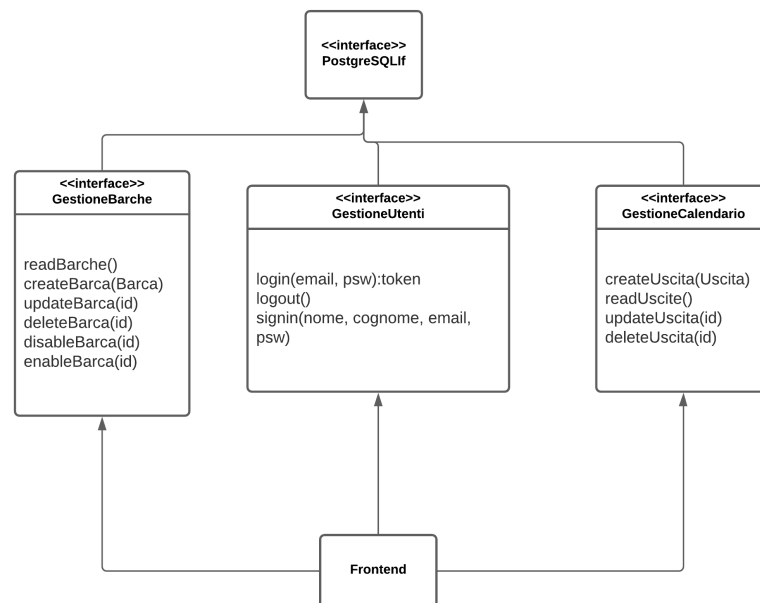 <<interface>>
PostgreSQLIf
<<interface>>
GestioneBarche
readBarche()
createBarca(Barca)
updateBarca(id)
deleteBarca(id)
disableBarca(id)
enableBarca(id)
<<interface>>
GestioneUtenti
login(email, psw):token
logout()
signin(nome, cognome, email,
psw)
<<interface>>
GestioneCalendario
createUscita(Uscita)
readUscite()
updateUscita(id)
deleteUscita(id)
Frontend